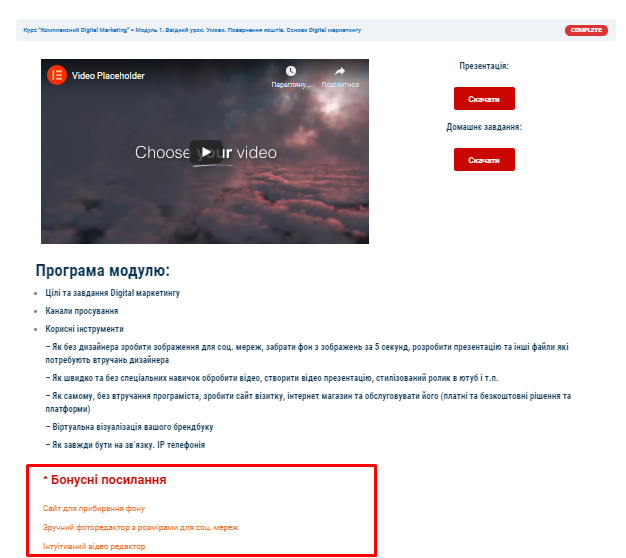 Курс "Комплексний Digital Marketing" » Модуль 1. Ввідний урок. Умови. Повернення коштів. Основи Digital маркетингу
COMPLETE
Video Placeholder
Перегляну...
Поділитися
Choose your video
Презентація:
Скачати
Домашнє завдання:
Скачати
Програма модулю:
Цілі та завдання Digital маркетингу
Канали просування
Корисні інструменти
– Як без дизайнера зробити зображення для соц. мереж, забрати фон з зображень за 5 секунд, розробити презентацію та інші файли які
потребують втручань дизайнера
– Як швидко та без спеціальних навичок обробити відео, створити відео презентацію, стилізований ролик в ютуб і т.п.
– Як самому, без втручання програміста, зробити сайт візитку, інтернет магазин та обслуговувати його (платні та безкоштовні рішення та
платформи)
– Віртуальна візуалізація вашого брендбуку
– Як завжди бути на зв'язку. IP телефонія
* Бонусні посилання
Сайт для прибирання фону
Зручний фоторедактор з розмірами для соц. мереж
Інтуітивний відео редактор